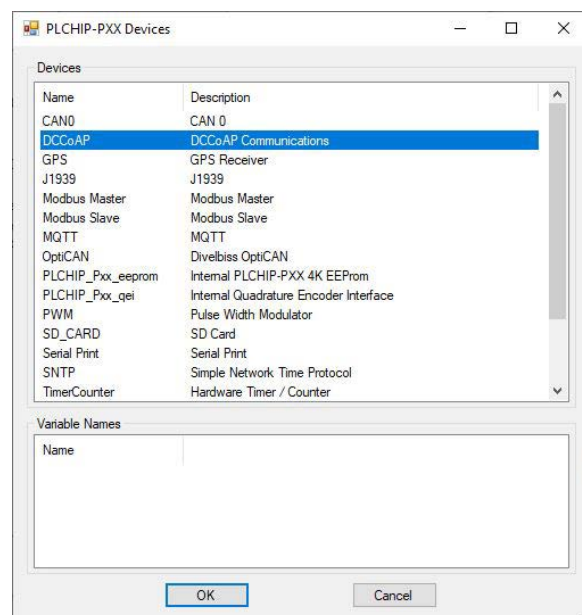 PLCHIP-PXX Devices
Devices
Name Description
CAN0 CAN 0
DCCoAP DCCoAP Communications
GPS GPS Receiver
J1939 J1939
Modbus Master Modbus Master
Modbus Slave Modbus Slave
MQTT MQTT
OptiCAN Divelbiss OptiCAN
PLCHIP_Pxx_eeprom Internal PLCHIP-PXX 4K EEProm
PLCHIP_Pxx_qei Internal Quadrature Encoder Interface
PWM Pulse Width Modulator
SD_CARD SD Card
Serial Print Serial Print
SNTP Simple Network Time Protocol
TimerCounter Hardware Timer / Counter
Variable Names
Name
OK Cancel